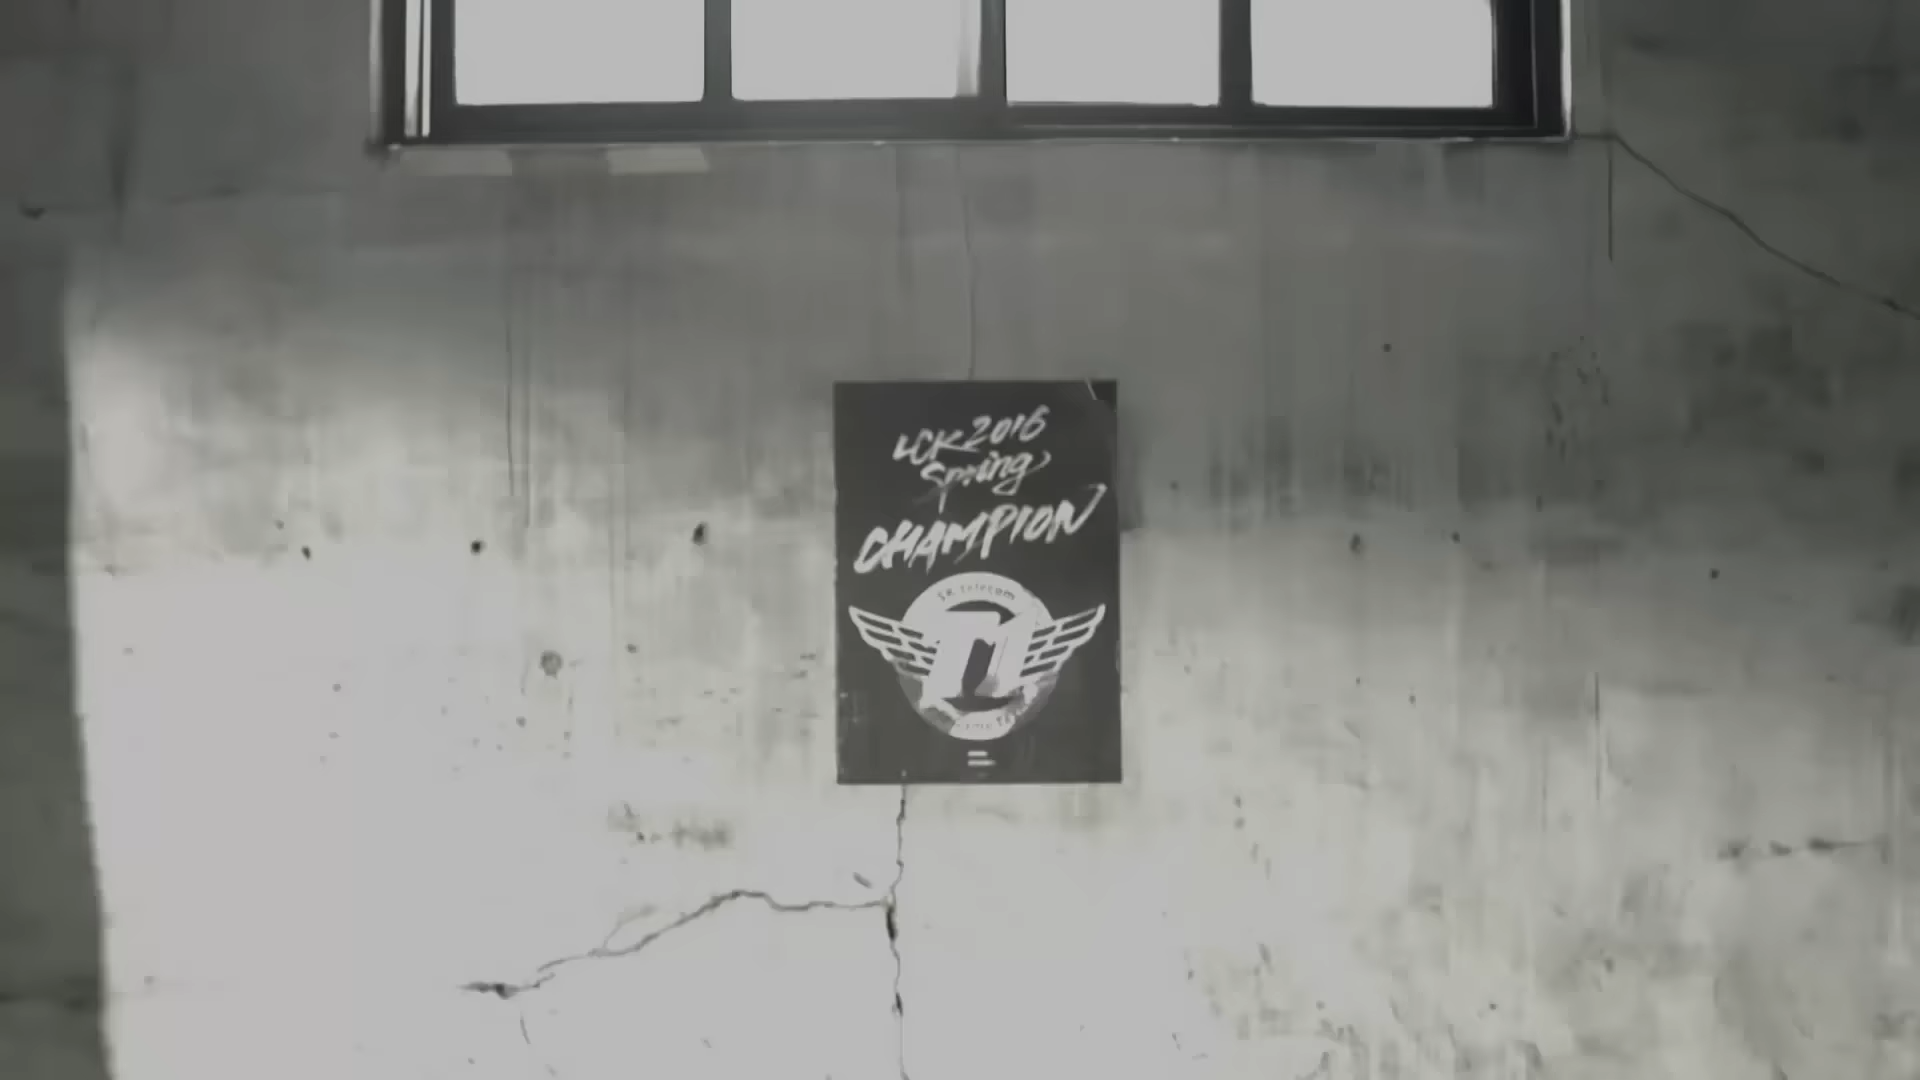 LCK 2016
Spring
CHAMPION
SK telecom
T1